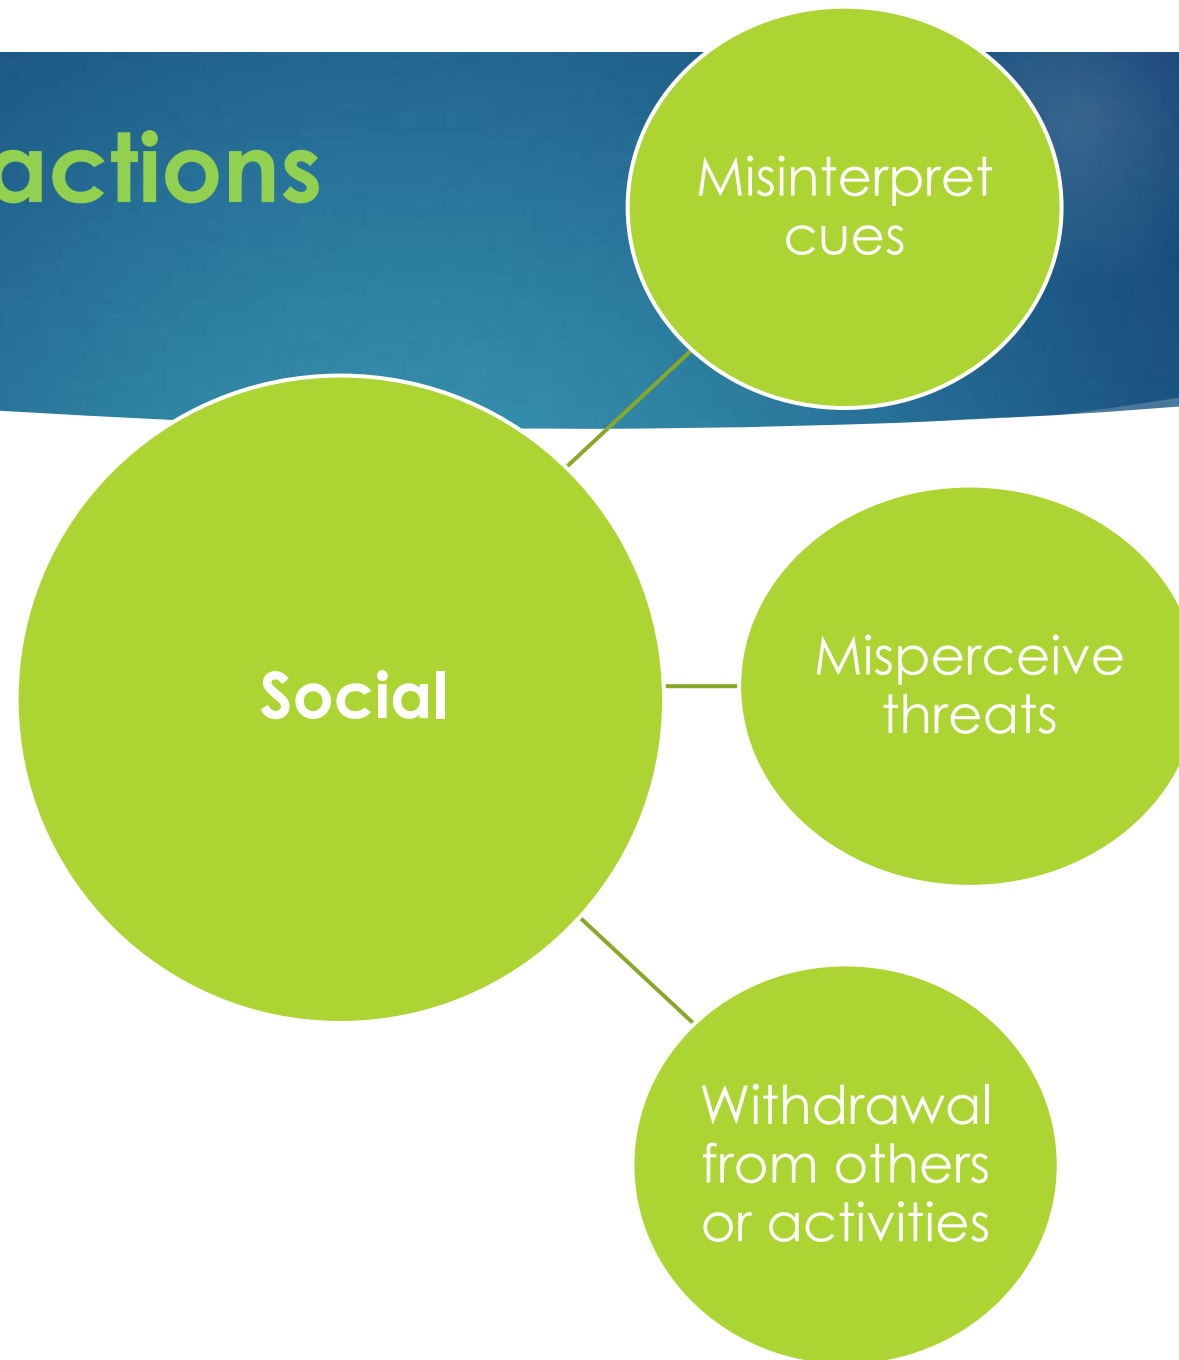 actions
Misinterpret
cues
Social
Misperceive
threats
Withdrawal
from others
or activities